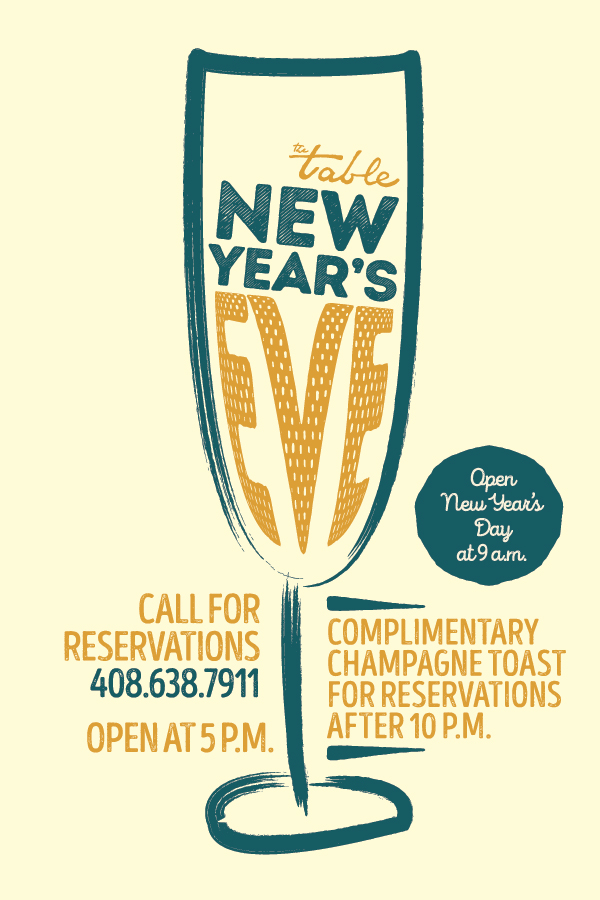 the table
NEW
YEAR'S
EVE
Open
New Year's
Day
at 9 a.m.
CALL FOR
RESERVATIONS
408.638.7911
OPEN AT 5 P.M.
COMPLIMENTARY
CHAMPAGNE TOAST
FOR RESERVATIONS
AFTER 10 P.M.